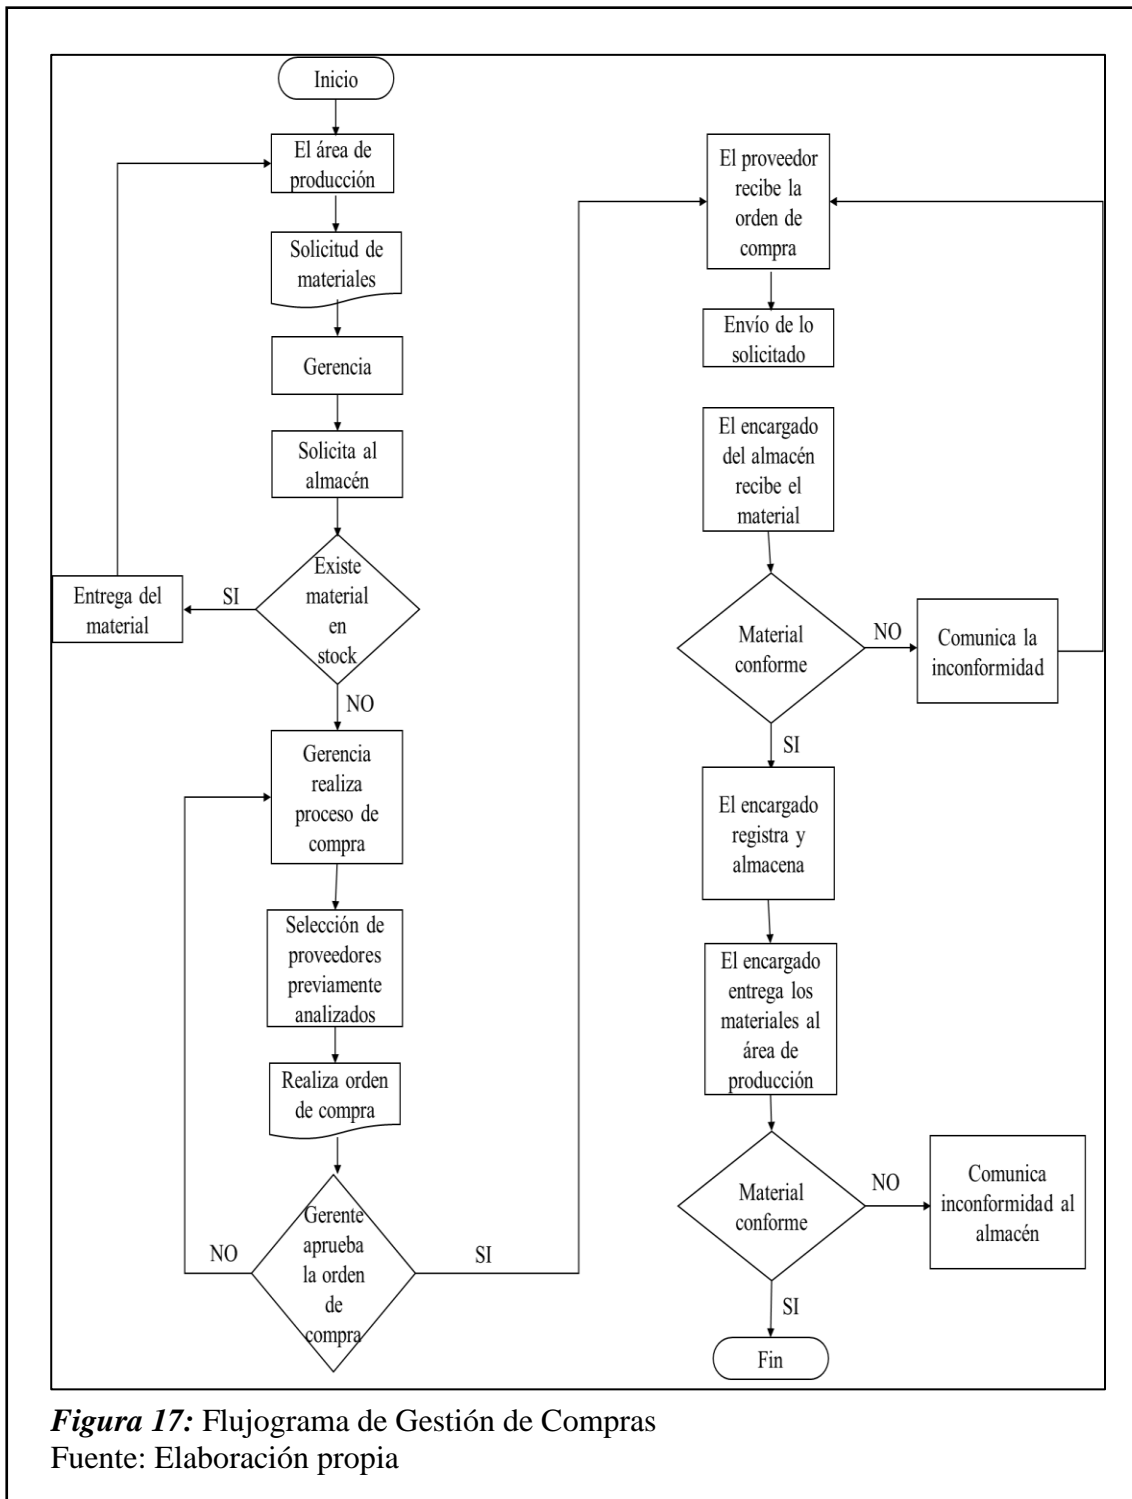 Inicio
El área de
producción
Solicitud de
materiales
Gerencia
Solicita al
almacén
Existe
material
en
stock
SI
Entrega del
material
NO
Gerencia
realiza
proceso de
compra
Selección de
proveedores
previamente
analizados
Realiza orden
de compra
Gerente
aprueba
la orden
de
compra
NO
SI
El proveedor
recibe la
orden de
compra
Envío de lo
solicitado
El encargado
del almacén
recibe el
material
Material
conforme
NO
Comunica la
inconformidad
SI
El encargado
registra y
almacena
El encargado
entrega los
materiales al
área de
producción
Material
conforme
NO
Comunica
inconformidad al
almacén
SI
Fin
Figura 17: Flujograma de Gestión de Compras
Fuente: Elaboración propia